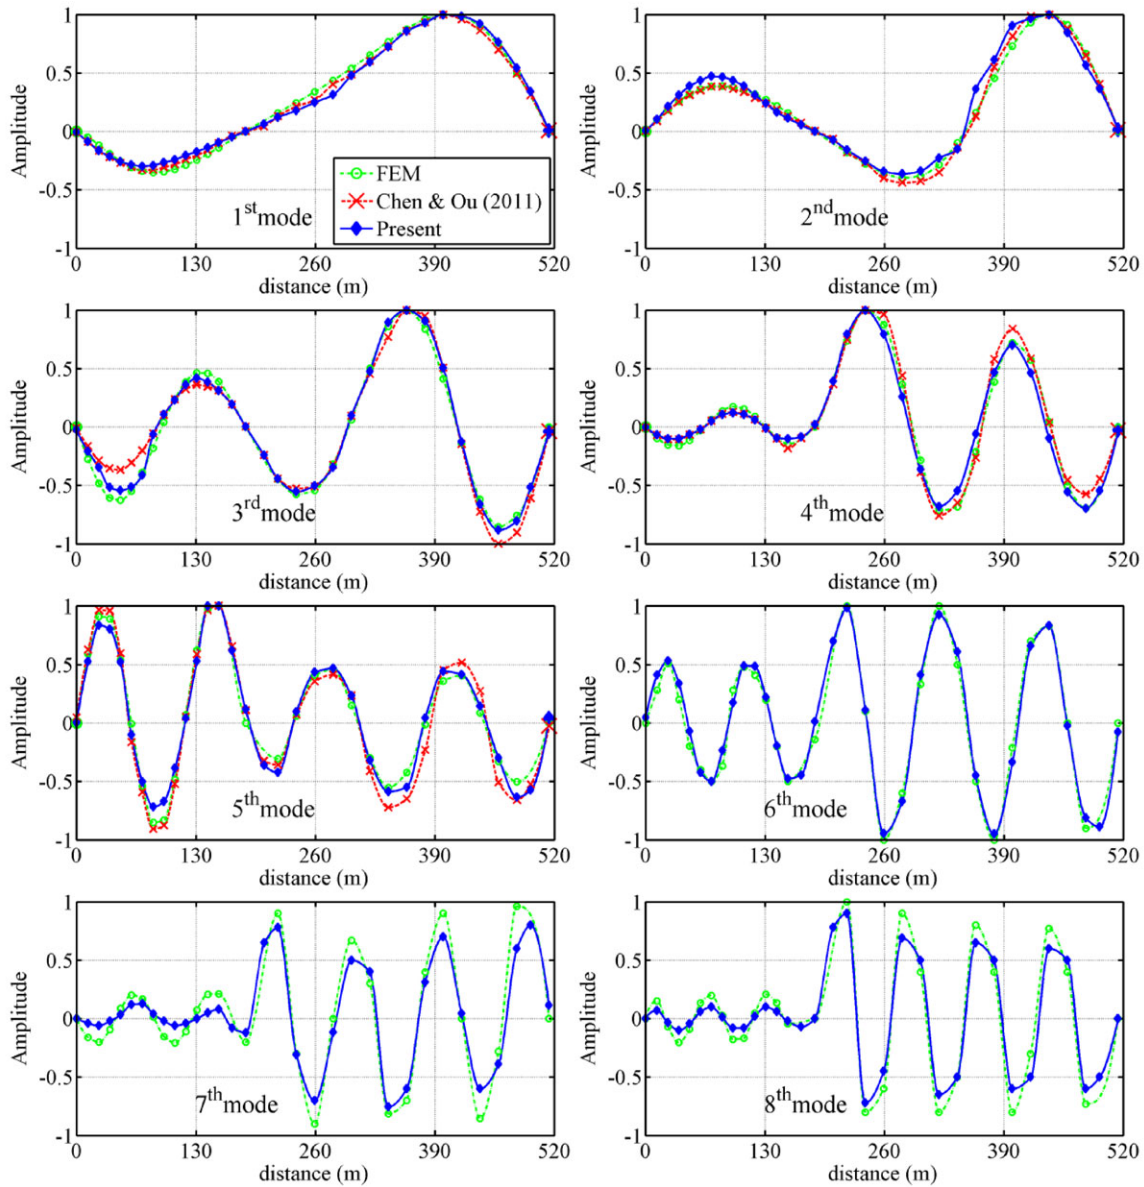 1
0.5
0
-0.5
-1
Amplitude
0 130 260 390 520
distance (m)
1st mode
FEM
Chen & Ou (2011)
Present
1
0.5
0
-0.5
-1
Amplitude
0 130 260 390 520
distance (m)
2nd mode
1
0.5
0
-0.5
-1
Amplitude
0 130 260 390 520
distance (m)
3rd mode
1
0.5
0
-0.5
-1
Amplitude
0 130 260 390 520
distance (m)
4th mode
1
0.5
0
-0.5
-1
Amplitude
0 130 260 390 520
distance (m)
5th mode
1
0.5
0
-0.5
-1
Amplitude
0 130 260 390 520
distance (m)
6th mode
1
0.5
0
-0.5
-1
Amplitude
0 130 260 390 520
distance (m)
7th mode
1
0.5
0
-0.5
-1
Amplitude
0 130 260 390 520
distance (m)
8th mode